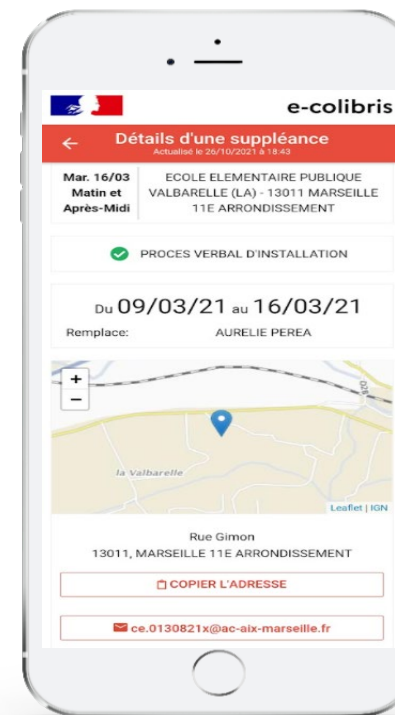 e-colibris
← Détails d'une suppléance
Actualisé le 26/10/2021 à 18:43
Mar. 16/03
Matin et
Après-Midi
ECOLE ELEMENTAIRE PUBLIQUE
VALBARELLE (LA) - 13011 MARSEILLE
11E ARRONDISSEMENT
PROCES VERBAL D'INSTALLATION
Du 09/03/21 au 16/03/21
Remplace: AURELIE PEREA
+
−
D2B
la Valbarelle
Leaflet | IGN
Rue Gimon
13011, MARSEILLE 11E ARRONDISSEMENT
COPIER L'ADRESSE
ce.0130821x@ac-aix-marseille.fr